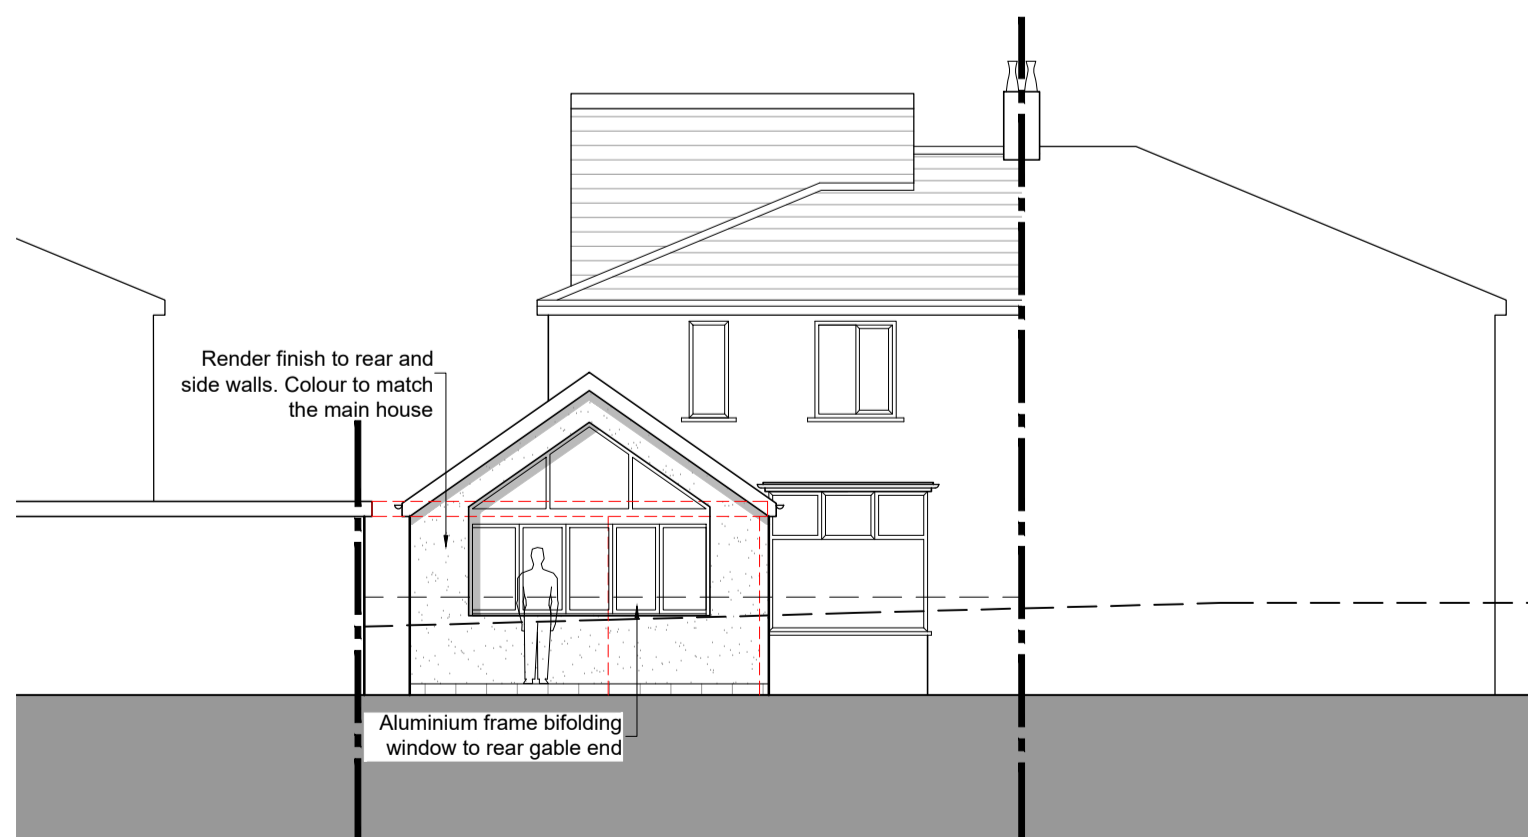 Render finish to rear and
side walls. Colour to match
the main house
Aluminium frame bifolding
window to rear gable end